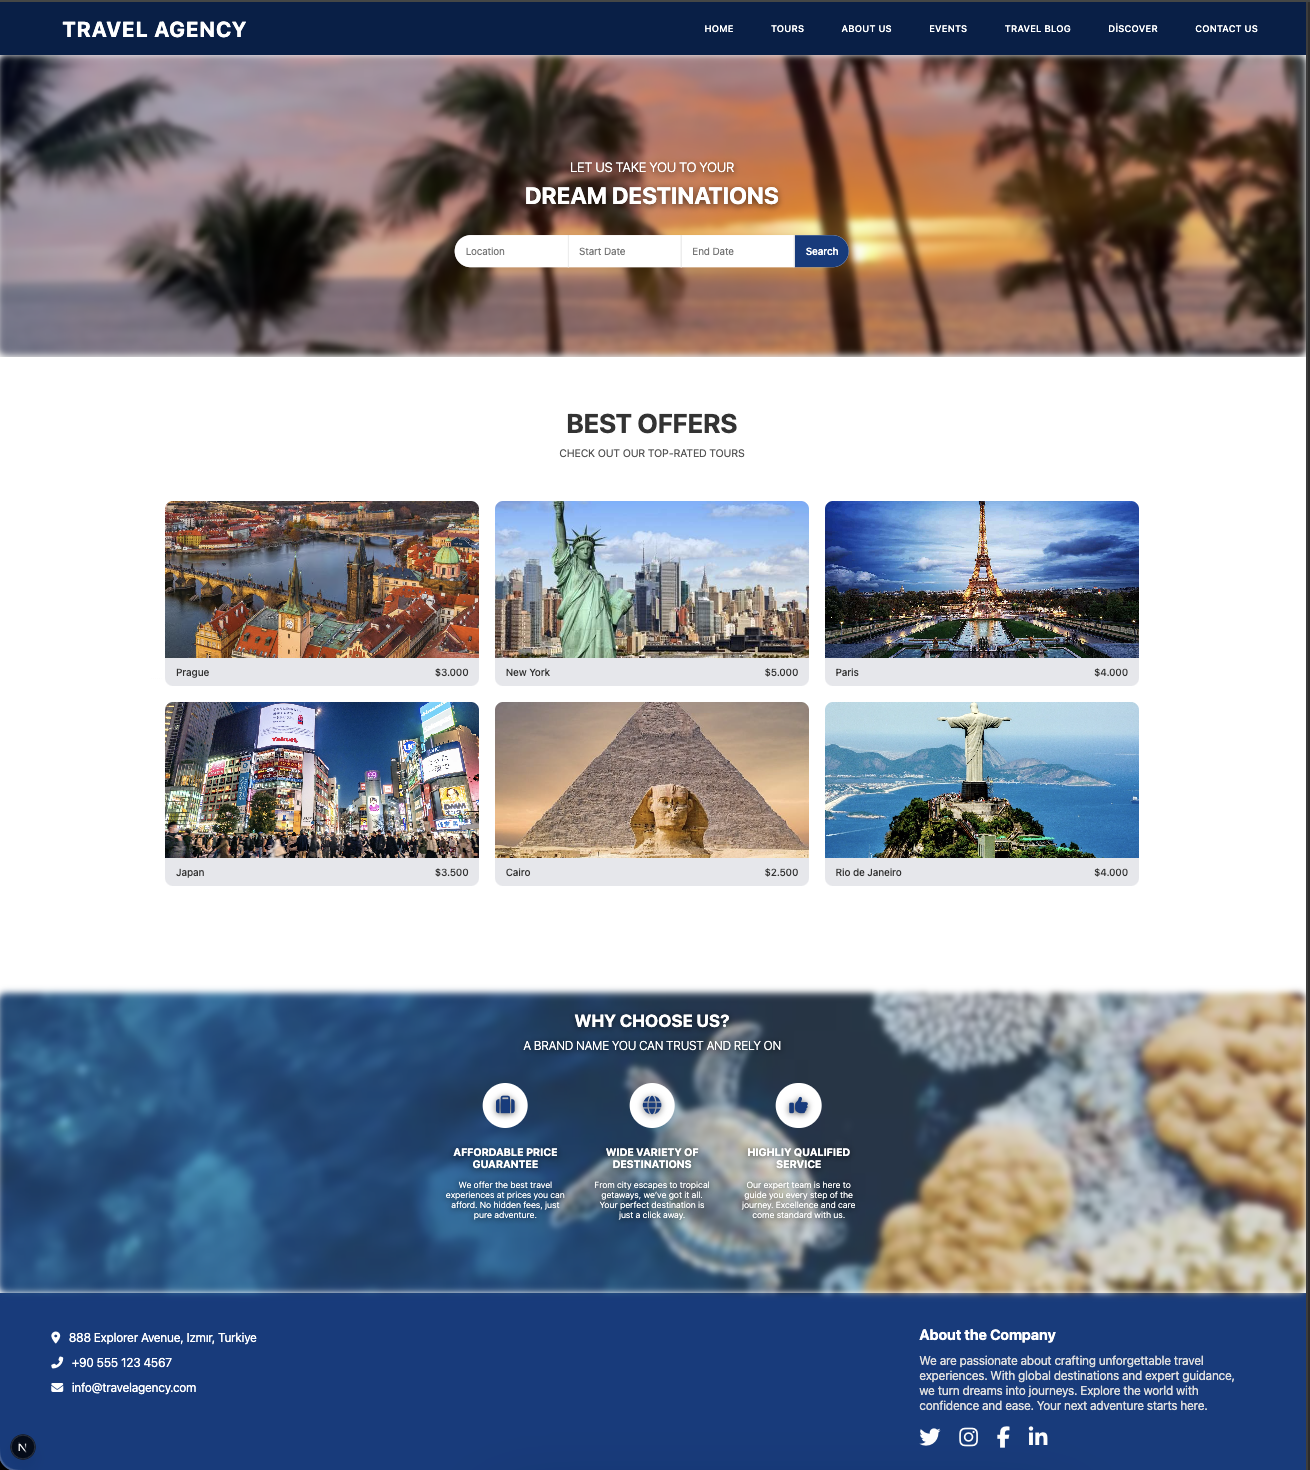 TRAVEL AGENCY
HOME TOURS ABOUT US EVENTS TRAVEL BLOG DİSCOVER CONTACT US
LET US TAKE YOU TO YOUR
DREAM DESTINATIONS
Location Start Date End Date Search
BEST OFFERS
CHECK OUT OUR TOP-RATED TOURS
Prague $3.000
New York $5.000
Paris $4.000
Japan $3.500
Cairo $2.500
Rio de Janeiro $4.000
WHY CHOOSE US?
A BRAND NAME YOU CAN TRUST AND RELY ON
AFFORDABLE PRICE
GUARANTEE
We offer the best travel
experiences at prices you can
afford. No hidden fees, just
pure adventure.
WIDE VARIETY OF
DESTINATIONS
From city escapes to tropical
getaways, we've got it all.
Your perfect destination is
just a click away.
HIGHLIY QUALIFIED
SERVICE
Our expert team is here to
guide you every step of the
journey. Excellence and care
come standard with us.
888 Explorer Avenue, Izmır, Turkiye
+90 555 123 4567
info@travelagency.com
About the Company
We are passionate about crafting unforgettable travel
experiences. With global destinations and expert guidance,
we turn dreams into journeys. Explore the world with
confidence and ease. Your next adventure starts here.
N